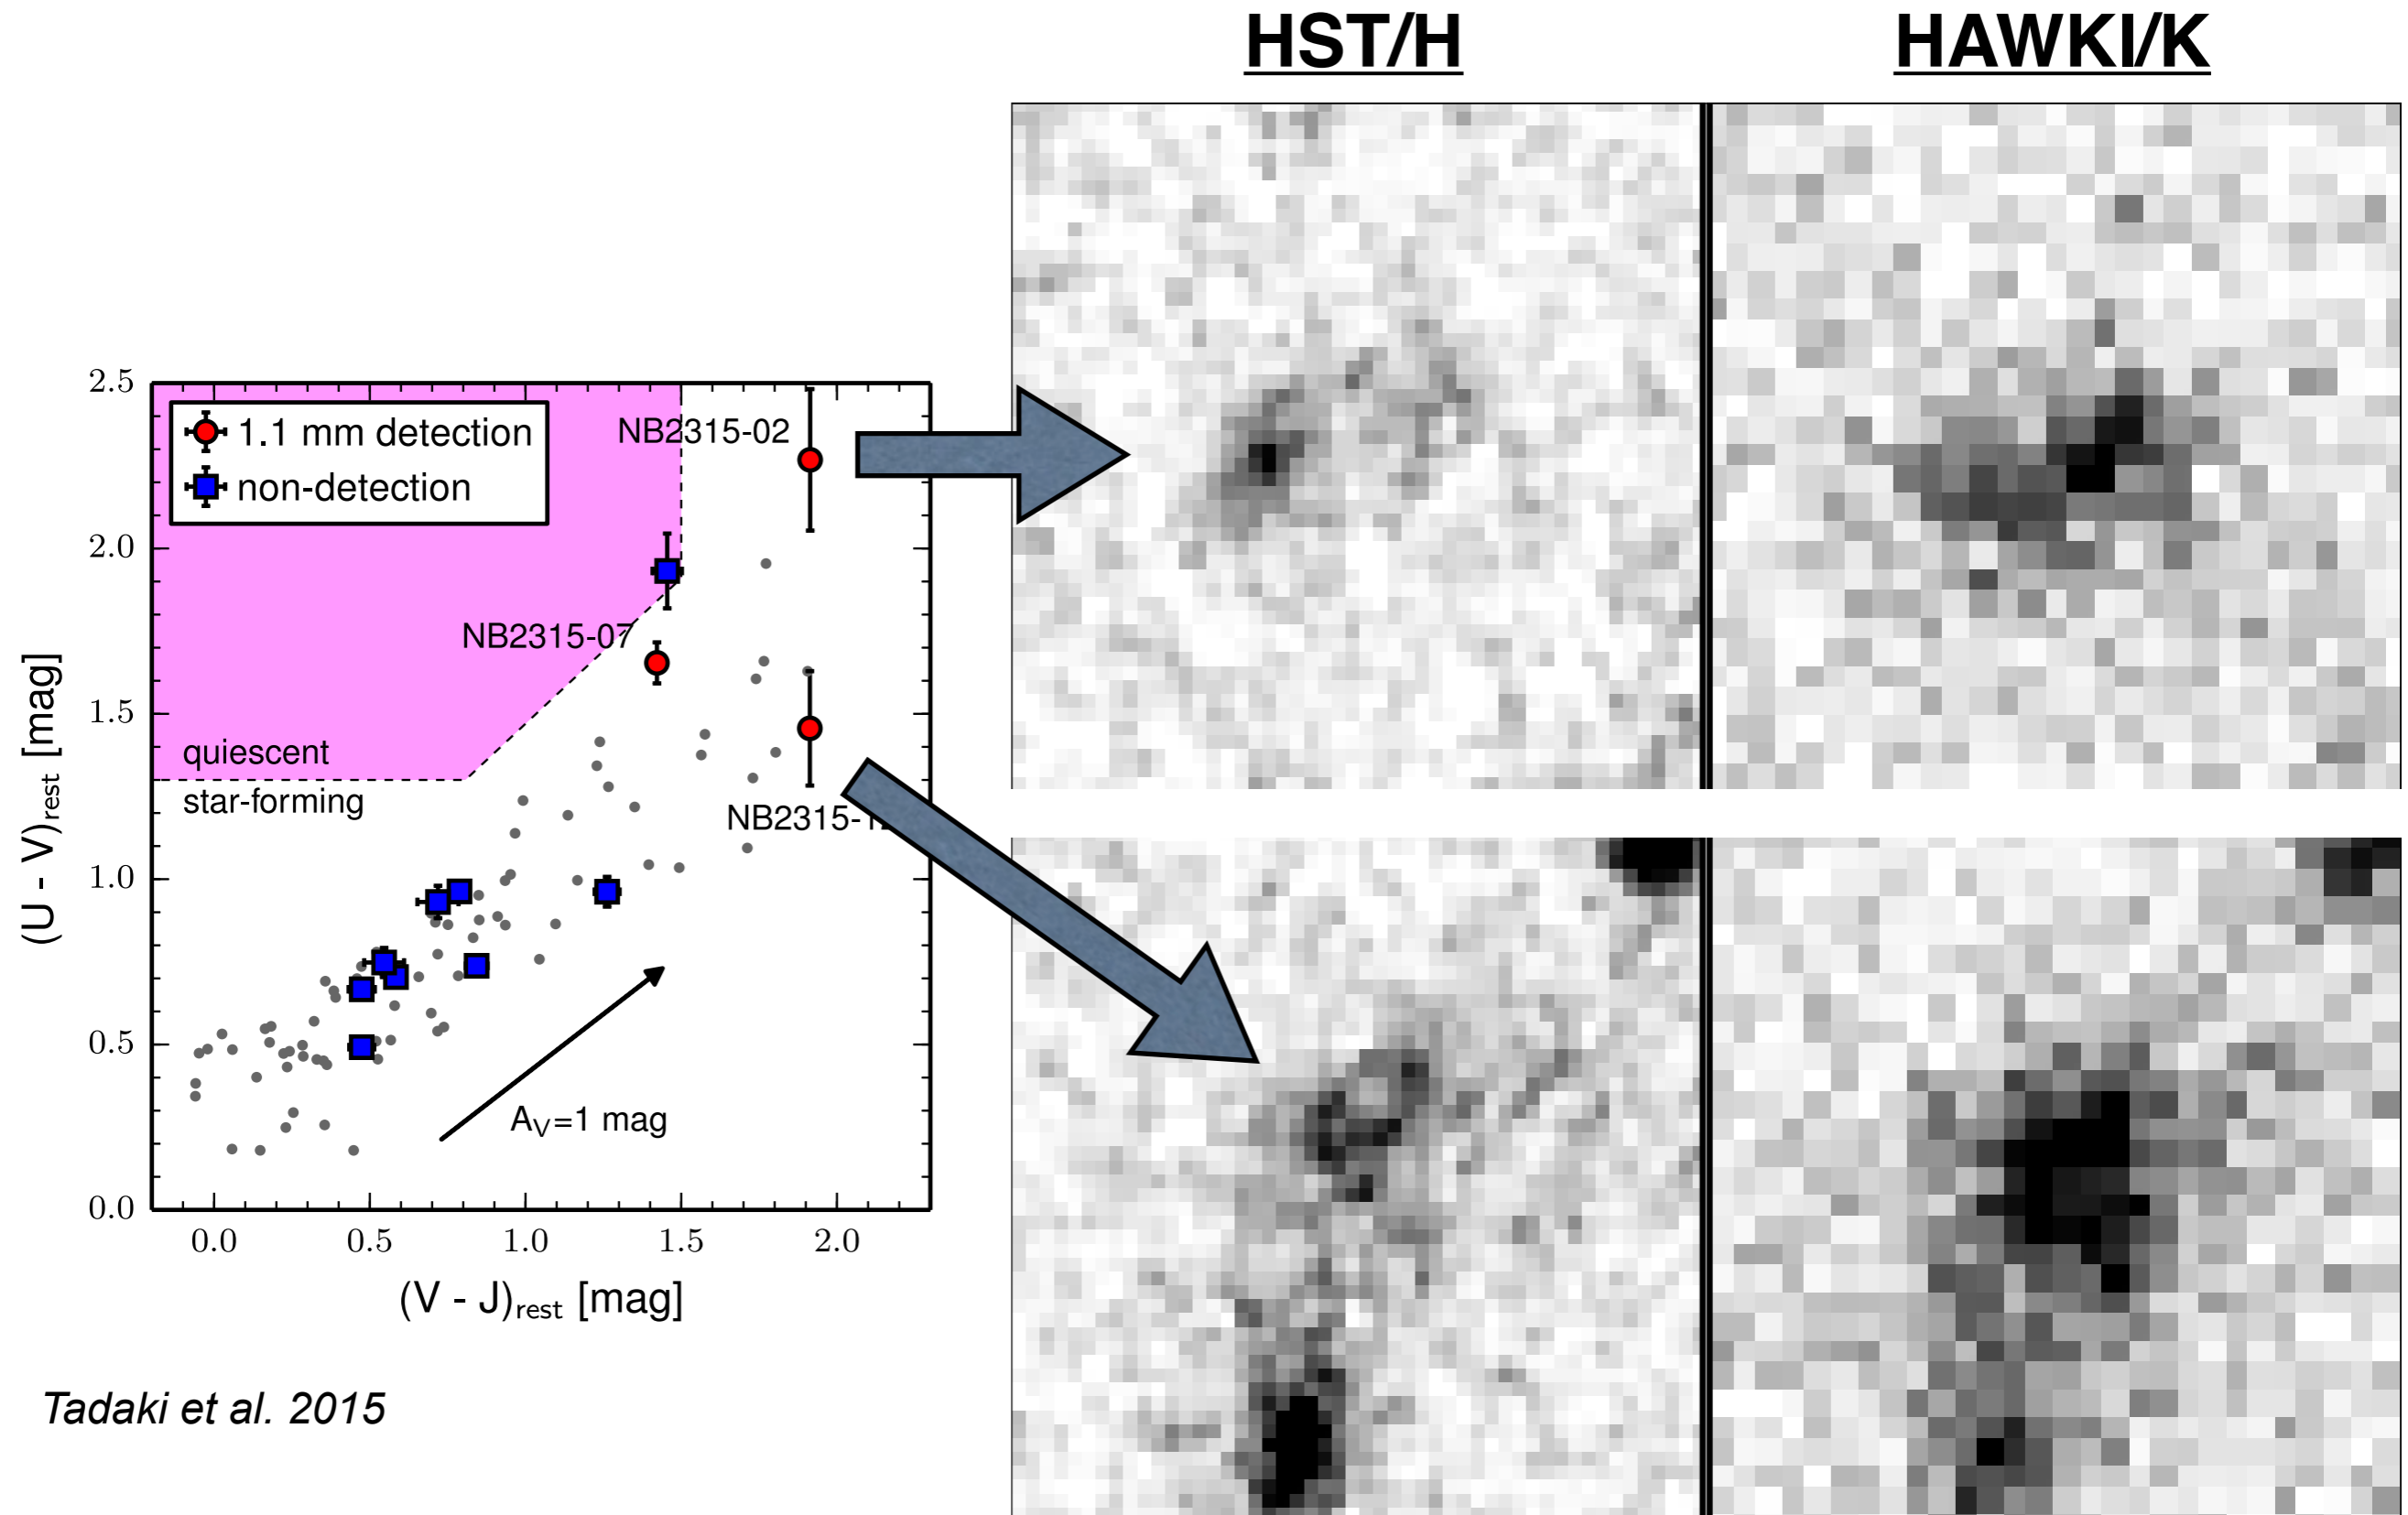 HST/H
HAWKI/K
2.5
2.0
1.5
1.0
0.5
0.0
(U - V)rest [mag]
1.1 mm detection
non-detection
NB2315-02
NB2315-07
quiescent
star-forming
AV=1 mag
0.0 0.5 1.0 1.5 2.0
(V - J)rest [mag]
Tadaki et al. 2015